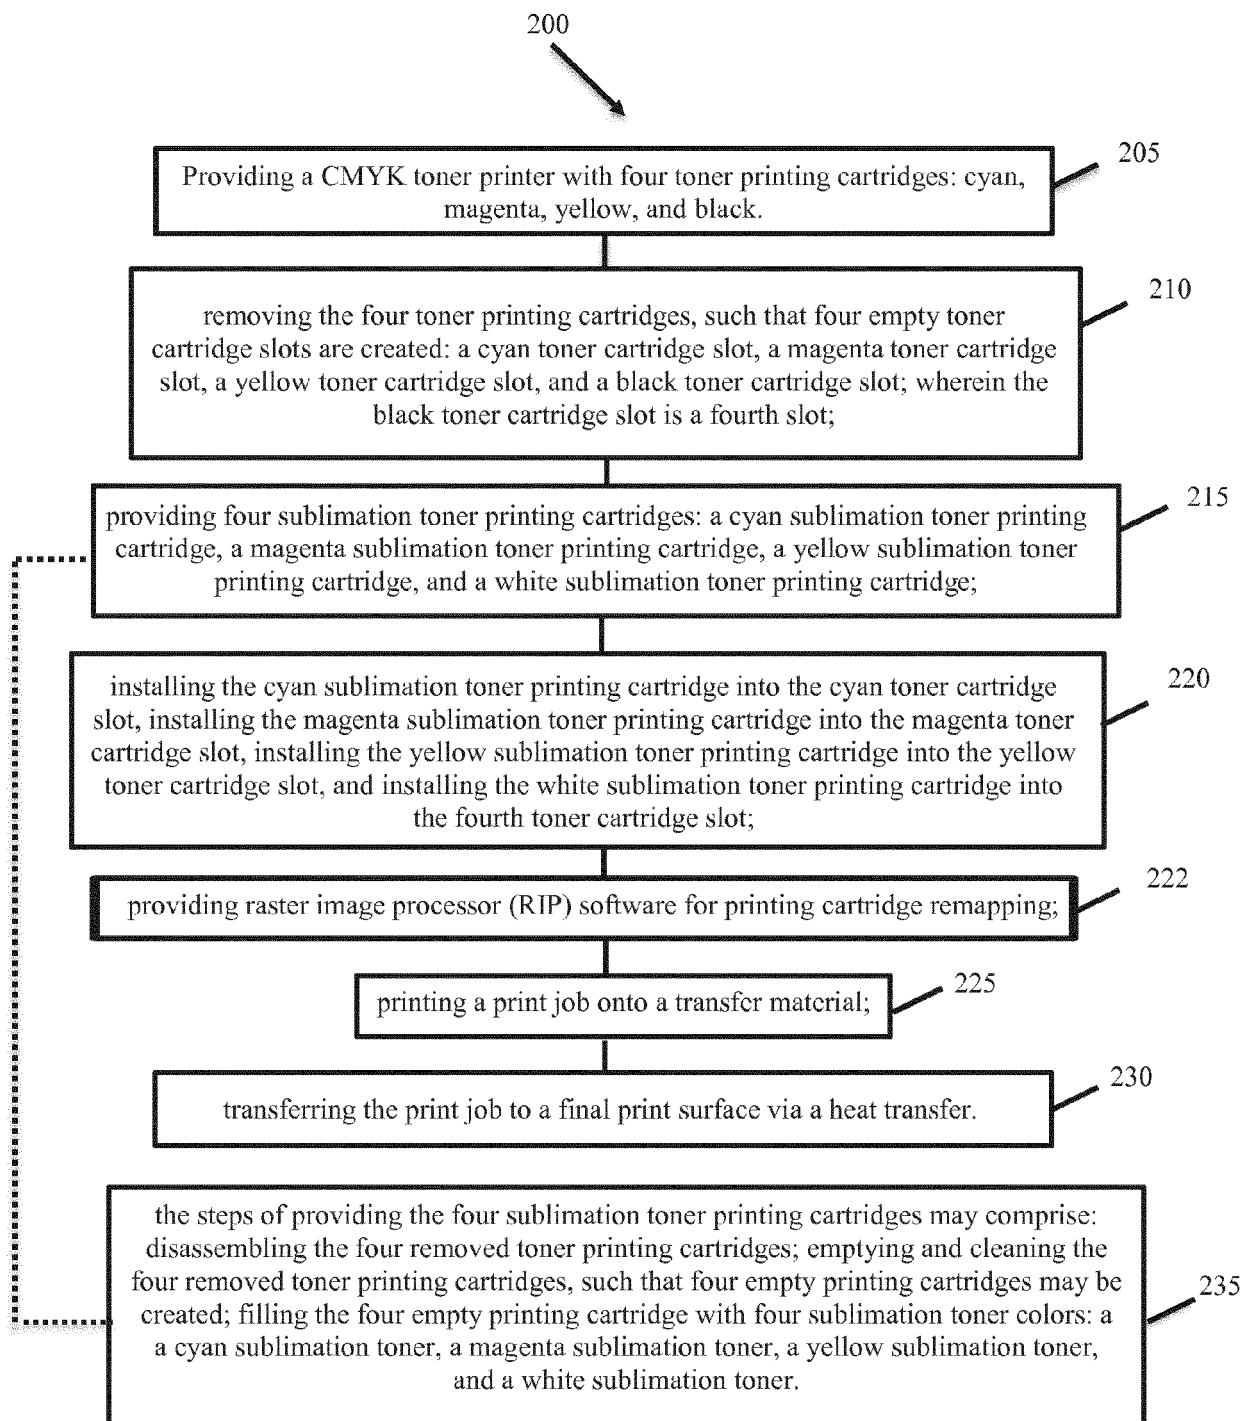 200
205
Providing a CMYK toner printer with four toner printing cartridges: cyan,
magenta, yellow, and black.
210
removing the four toner printing cartridges, such that four empty toner
cartridge slots are created: a cyan toner cartridge slot, a magenta toner cartridge
slot, a yellow toner cartridge slot, and a black toner cartridge slot; wherein the
black toner cartridge slot is a fourth slot;
215
providing four sublimation toner printing cartridges: a cyan sublimation toner printing
cartridge, a magenta sublimation toner printing cartridge, a yellow sublimation toner
printing cartridge, and a white sublimation toner printing cartridge;
220
installing the cyan sublimation toner printing cartridge into the cyan toner cartridge
slot, installing the magenta sublimation toner printing cartridge into the magenta toner
cartridge slot, installing the yellow sublimation toner printing cartridge into the yellow
toner cartridge slot, and installing the white sublimation toner printing cartridge into
the fourth toner cartridge slot;
222
providing raster image processor (RIP) software for printing cartridge remapping;
225
printing a print job onto a transfer material;
230
transferring the print job to a final print surface via a heat transfer.
the steps of providing the four sublimation toner printing cartridges may comprise:
disassembling the four removed toner printing cartridges; emptying and cleaning the
four removed toner printing cartridges, such that four empty printing cartridges may be
235
created; filling the four empty printing cartridge with four sublimation toner colors: a
a cyan sublimation toner, a magenta sublimation toner, a yellow sublimation toner,
and a white sublimation toner.